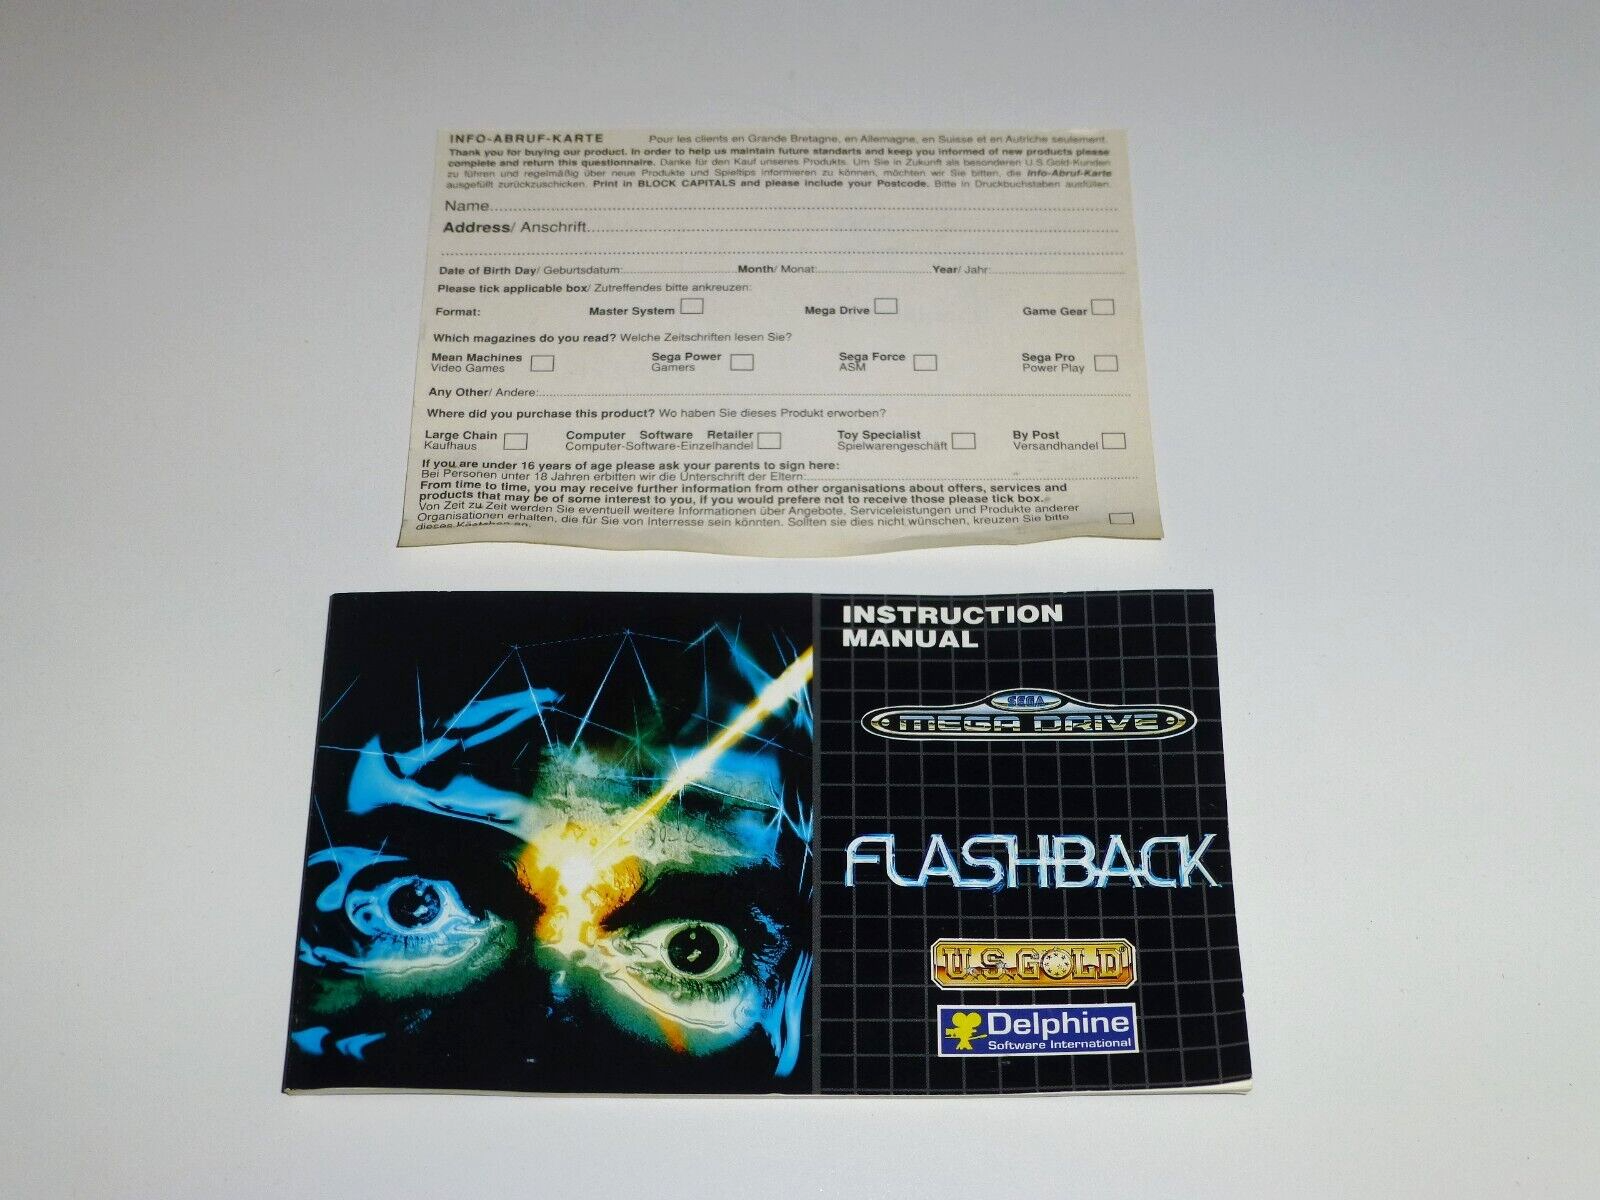 INFO-ABRUF-KARTE Pour les clients en Grande Bretagne, en Allemagne, en Suisse et en Autriche seulement.
Thank you for buying our product. In order to help us maintain future standarts and keep you informed of new products please
complete and return this questionnaire. Danke für den Kauf unseres Produkts. Um Sie in Zukunft als besonderen U.S.Gold-Kunden
zu führen und regelmäßig über neue Produkte und Spieltips informieren zu können, möchten wir Sie bitten, die Info-Abruf-Karte
ausgefüllt zurückzuschicken. Print in BLOCK CAPITALS and please include your Postcode. Bitte in Druckbuchstaben ausfüllen.
Name
Address/ Anschrift
Date of Birth Day/ Geburtsdatum: Month/ Monat: Year/ Jahr:
Please tick applicable box/ Zutreffendes bitte ankreuzen:
Format: Master System Mega Drive Game Gear
Which magazines do you read? Welche Zeitschriften lesen Sie?
Mean Machines Sega Power Sega Force Sega Pro
Video Games Gamers ASM Power Play
Any Other/ Andere:
Where did you purchase this product? Wo haben Sie dieses Produkt erworben?
Large Chain Computer Software Retailer Toy Specialist By Post
Kaufhaus Computer-Software-Einzelhandel Spielwarengeschäft Versandhandel
If you are under 16 years of age please ask your parents to sign here:
Bei Personen unter 18 Jahren erbitten wir die Unterschrift der Eltern:
From time to time, you may receive further information from other organisations about offers, services and
products that may be of some interest to you, if you would prefere not to receive those please tick box.
Von Zeit zu Zeit werden Sie eventuell weitere Informationen über Angebote, Serviceleistungen und Produkte anderer
Organisationen erhalten, die für Sie von Interresse sein könnten. Sollten sie dies nicht wünschen, kreuzen Sie bitte
dieses Kästchen an.
INSTRUCTION
MANUAL
SEGA
MEGA DRIVE
FLASHBACK
U.S. GOLD
Delphine
Software International